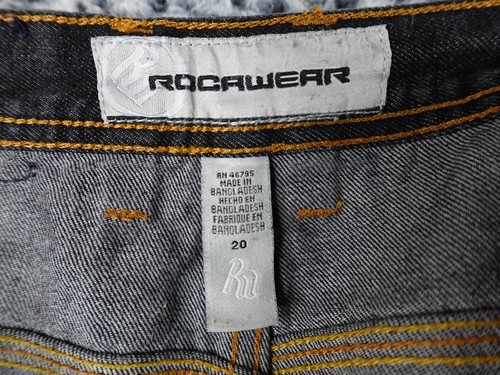 ROCAWEAR
RN 46795
MADE IN
BANGLADESH
HECHO EN
BANGLADESH
FABRIQUE EN
BANGLADESH
20
RW